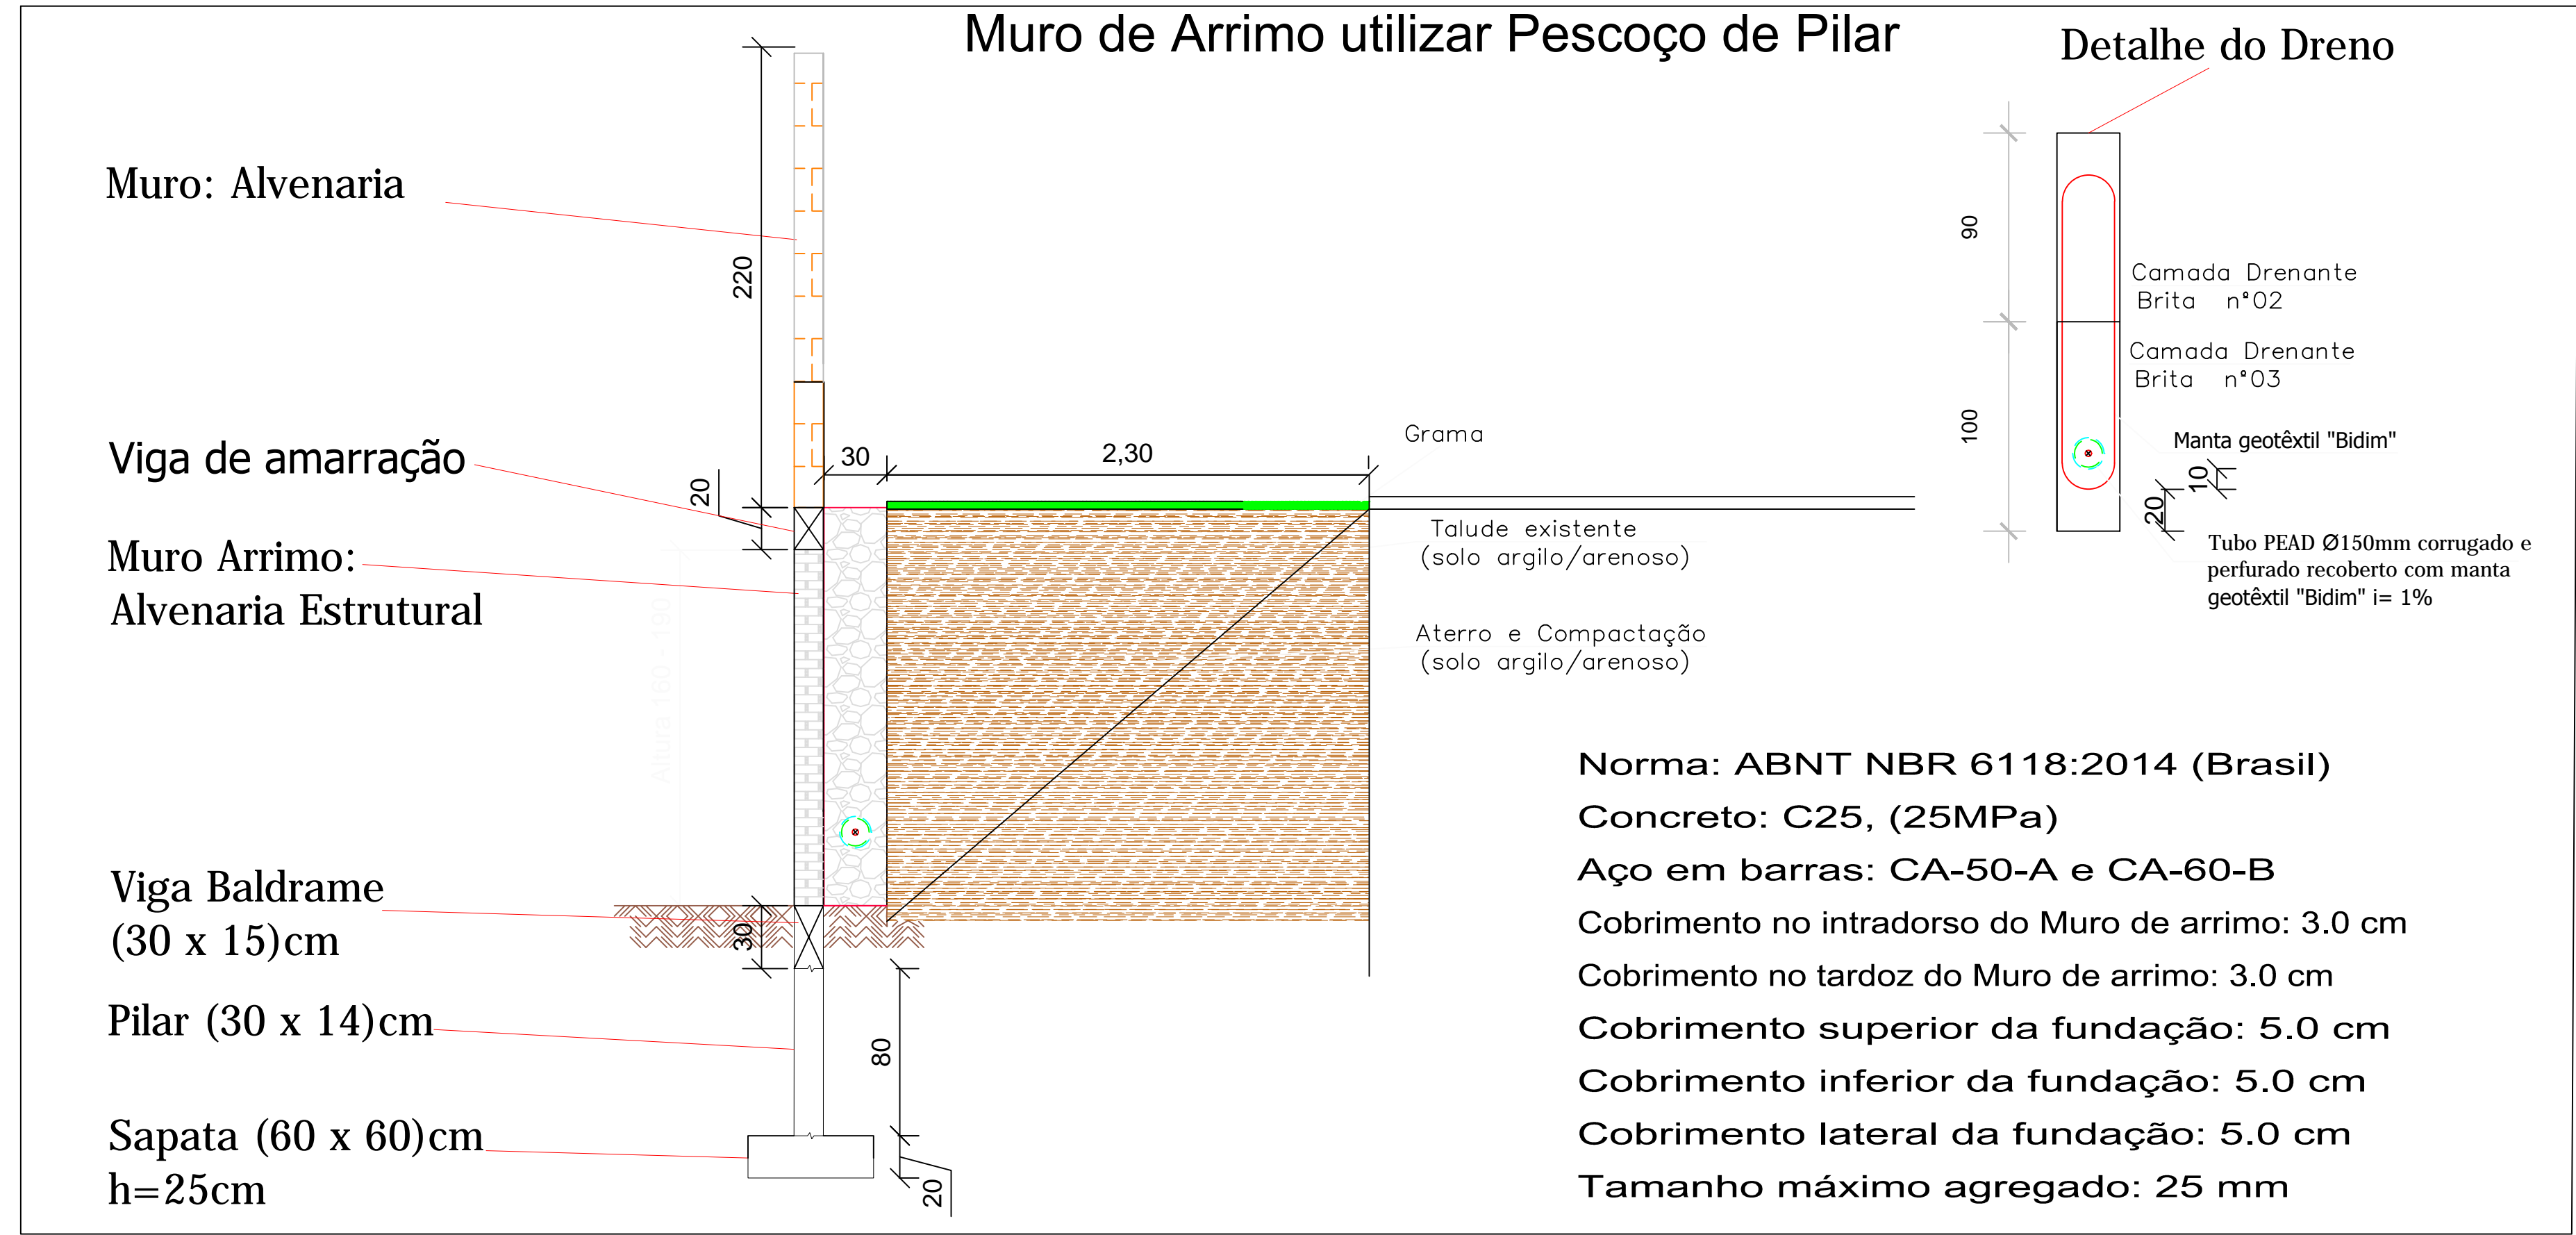 Muro de Arrimo utilizar Pescoço de Pilar
Detalhe do Dreno
Muro: Alvenaria
220
Viga de amarração
20
Muro Arrimo:
Alvenaria Estrutural
Altura 160 - 190
30
2,30
Grama
Talude existente
(solo argilo/arenoso)
Aterro e Compactação
(solo argilo/arenoso)
90
100
Camada Drenante
Brita n°02
Camada Drenante
Brita n°03
Manta geotêxtil "Bidim"
10
20
Tubo PEAD Ø150mm corrugado e
perfurado recoberto com manta
geotêxtil "Bidim" i= 1%
Viga Baldrame
(30 x 15)cm
30
Pilar (30 x 14)cm
80
Sapata (60 x 60)cm
h=25cm
20
Norma: ABNT NBR 6118:2014 (Brasil)
Concreto: C25, (25MPa)
Aço em barras: CA-50-A e CA-60-B
Cobrimento no intradorso do Muro de arrimo: 3.0 cm
Cobrimento no tardoz do Muro de arrimo: 3.0 cm
Cobrimento superior da fundação: 5.0 cm
Cobrimento inferior da fundação: 5.0 cm
Cobrimento lateral da fundação: 5.0 cm
Tamanho máximo agregado: 25 mm